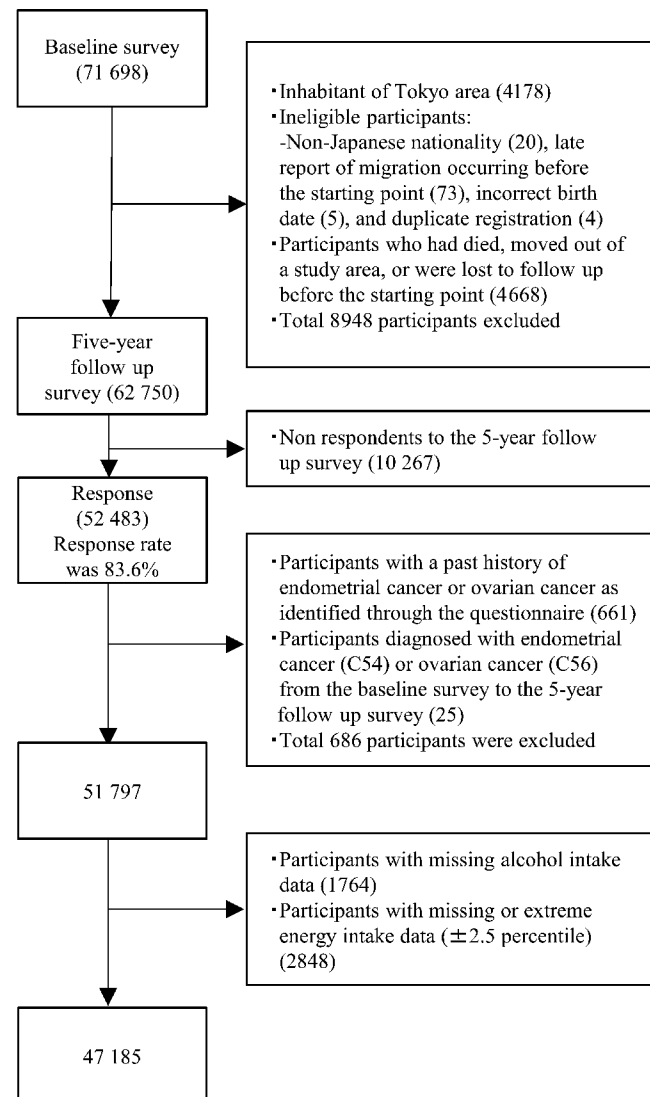 Baseline survey
(71 698)
・Inhabitant of Tokyo area (4178)
・Ineligible participants:
-Non-Japanese nationality (20), late
report of migration occurring before
the starting point (73), incorrect birth
date (5), and duplicate registration (4)
・Participants who had died, moved out of
a study area, or were lost to follow up
before the starting point (4668)
・Total 8948 participants excluded
Five-year
follow up
survey (62 750)
・Non respondents to the 5-year follow
up survey (10 267)
Response
(52 483)
Response rate
was 83.6%
・Participants with a past history of
endometrial cancer or ovarian cancer as
identified through the questionnaire (661)
・Participants diagnosed with endometrial
cancer (C54) or ovarian cancer (C56)
from the baseline survey to the 5-year
follow up survey (25)
・Total 686 participants were excluded
51 797
・Participants with missing alcohol intake
data (1764)
・Participants with missing or extreme
energy intake data (±2.5 percentile)
(2848)
47 185